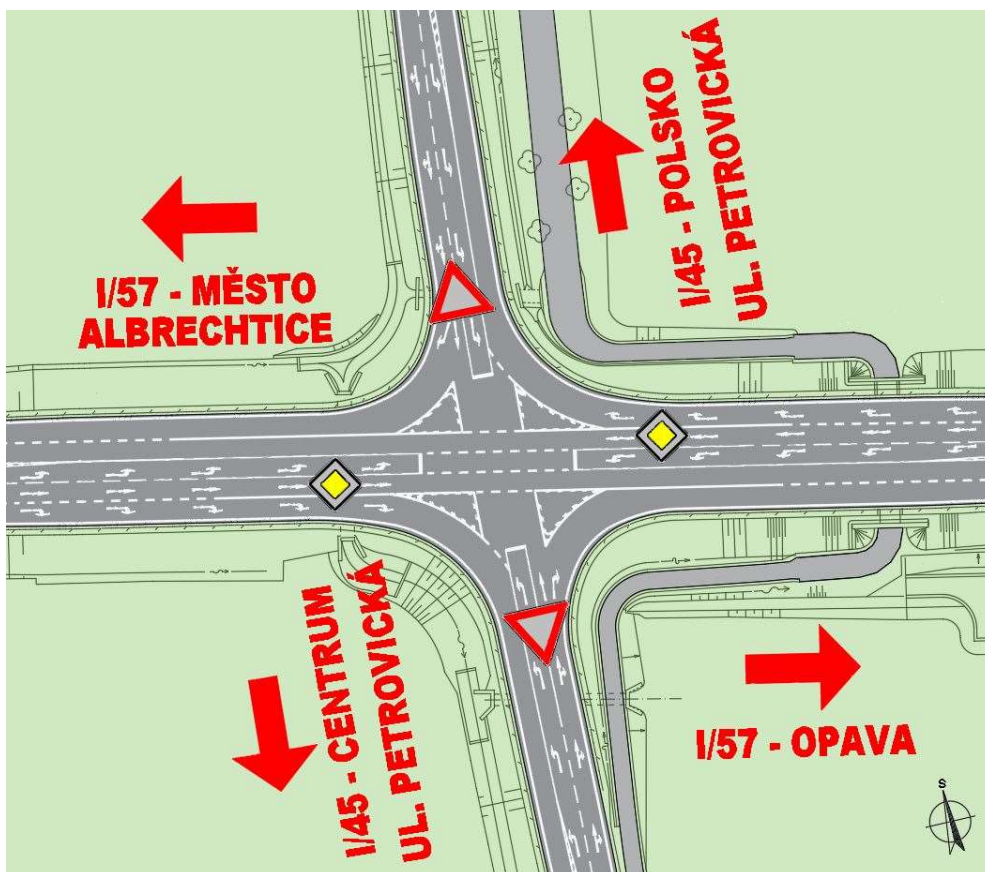 I/45 - POLSKO
UL. PETROVICKÁ
I/57 - MĚSTO
ALBRECHTICE
I/45 - CENTRUM
UL. PETROVICKÁ
I/57 - OPAVA
S